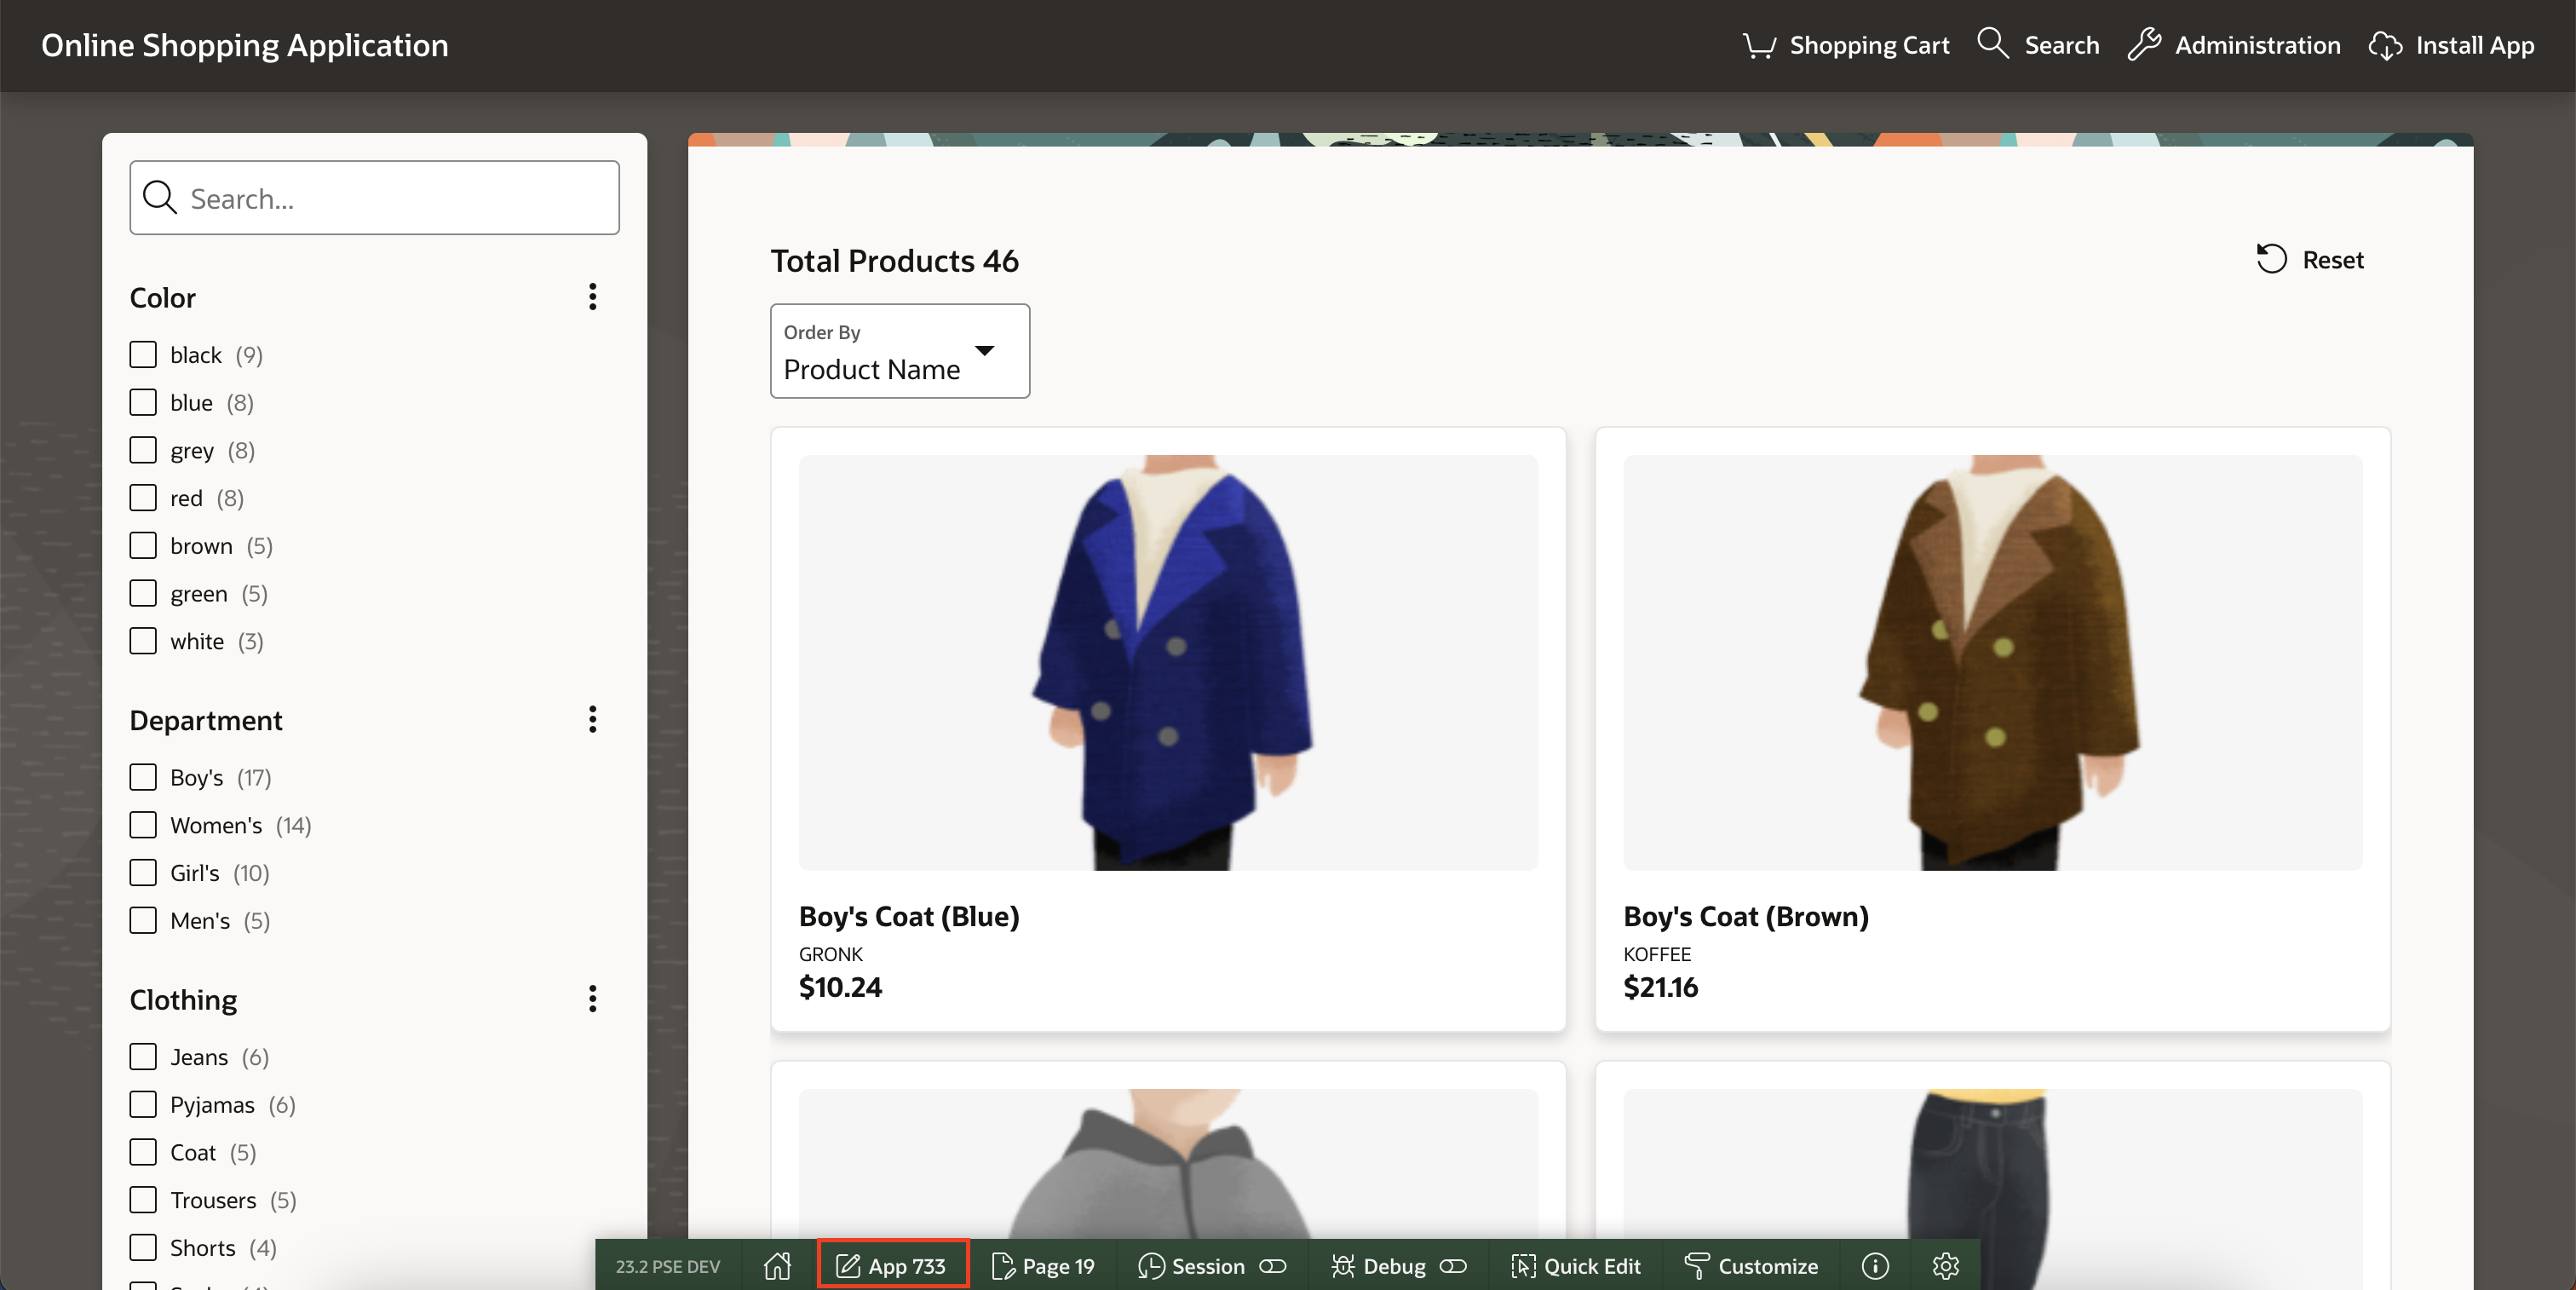 Online Shopping Application
Shopping Cart
Search
Administration
Install App
Search...
Color
black (9)
blue (8)
grey (8)
red (8)
brown (5)
green (5)
white (3)
Department
Boy's (17)
Women's (14)
Girl's (10)
Men's (5)
Clothing
Jeans (6)
Pyjamas (6)
Coat (5)
Trousers (5)
Shorts (4)
Total Products 46
Reset
Order By
Product Name
Boy's Coat (Blue)
GRONK
$10.24
Boy's Coat (Brown)
KOFFEE
$21.16
23.2 PSE DEV
App 733
Page 19
Session
Debug
Quick Edit
Customize